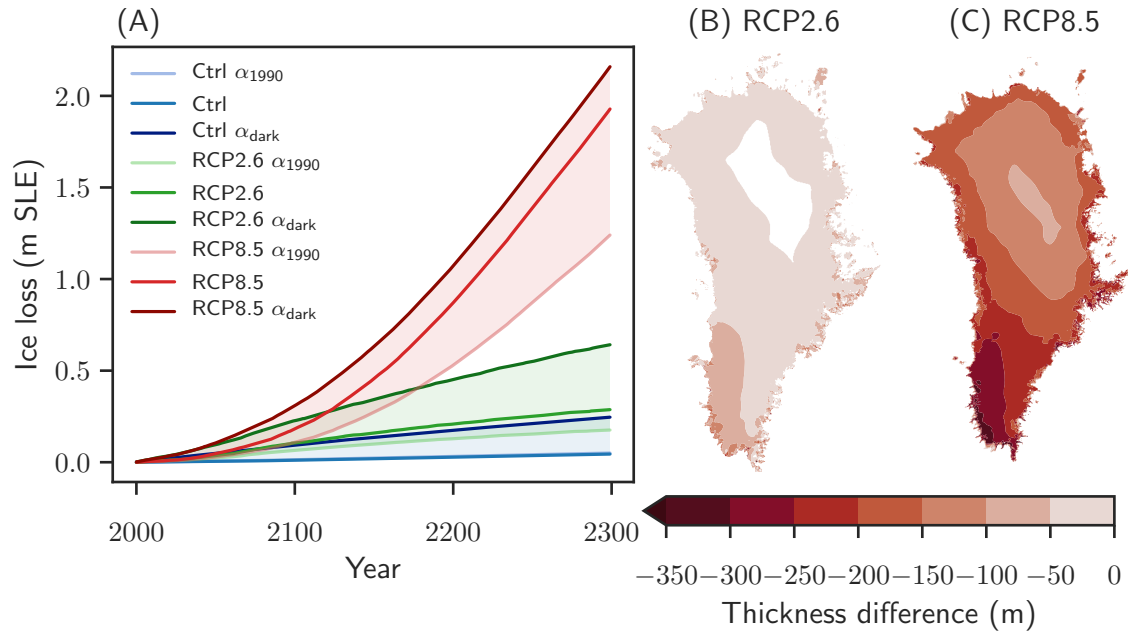 (A)
(B) RCP2.6
(C) RCP8.5
Ice loss (m SLE)
2.0
1.5
1.0
0.5
0.0
Ctrl α1990
Ctrl
Ctrl αdark
RCP2.6 α1990
RCP2.6
RCP2.6 αdark
RCP8.5 α1990
RCP8.5
RCP8.5 αdark
2000 2100 2200 2300
Year
−350 −300 −250 −200 −150 −100 −50 0
Thickness difference (m)